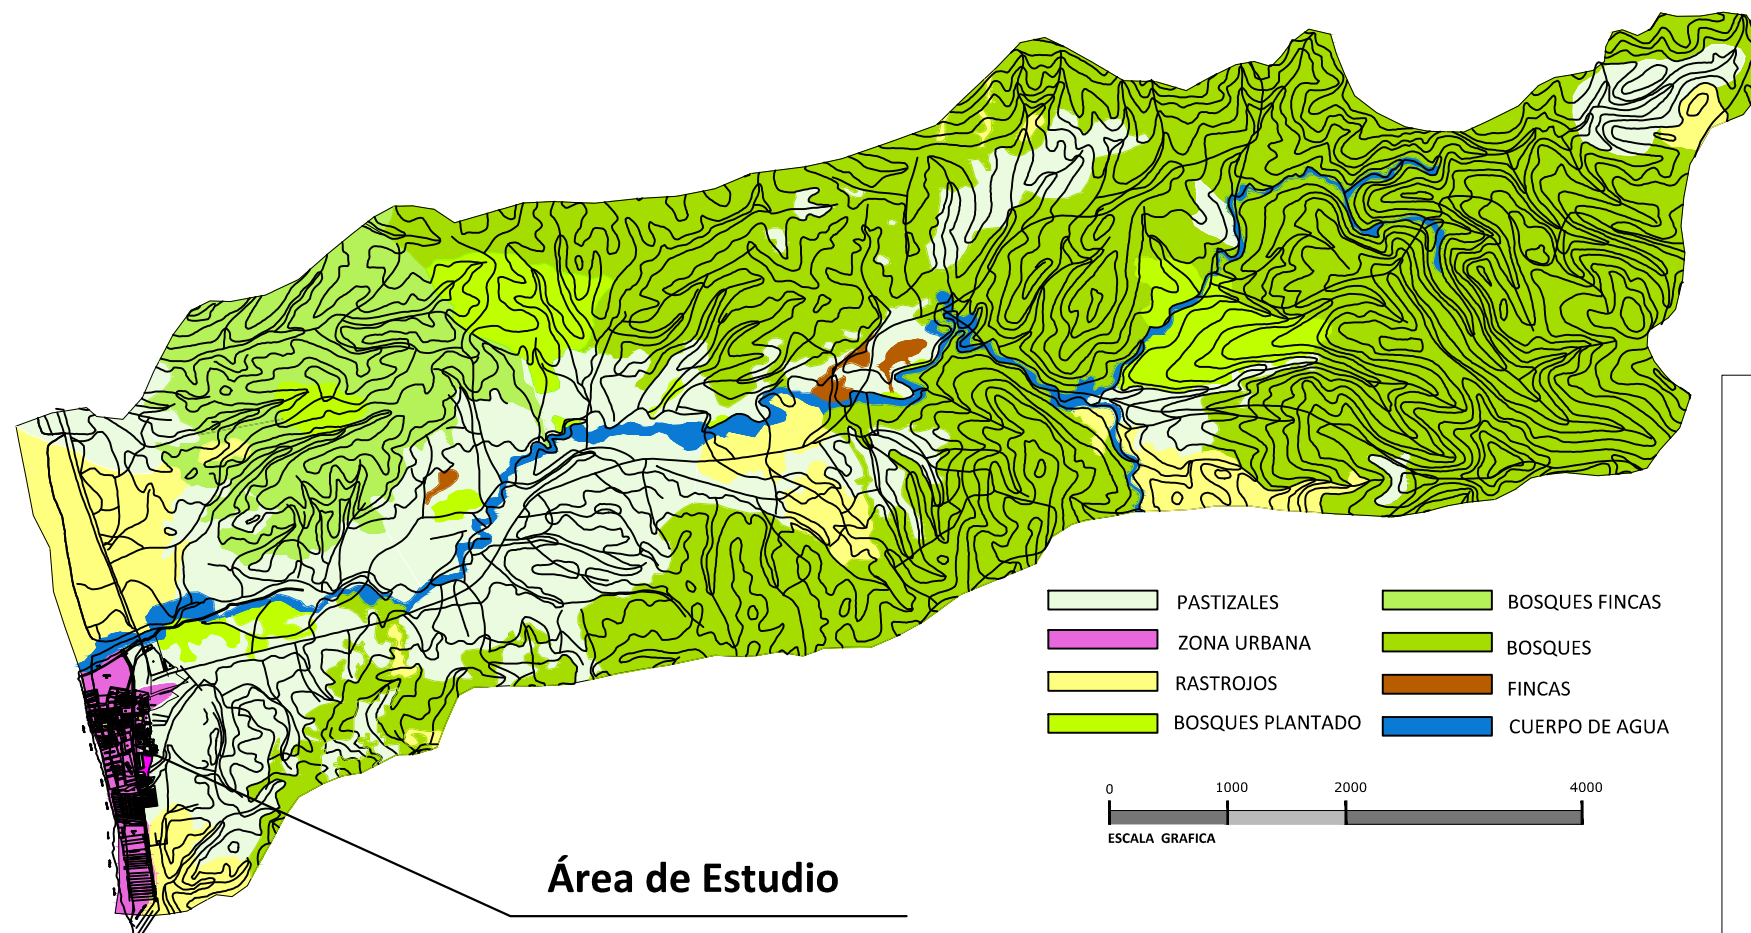 PASTIZALES
ZONA URBANA
RASTROJOS
BOSQUES PLANTADO
BOSQUES FINCAS
BOSQUES
FINCAS
CUERPO DE AGUA
0 1000 2000 4000
ESCALA GRAFICA
Área de Estudio